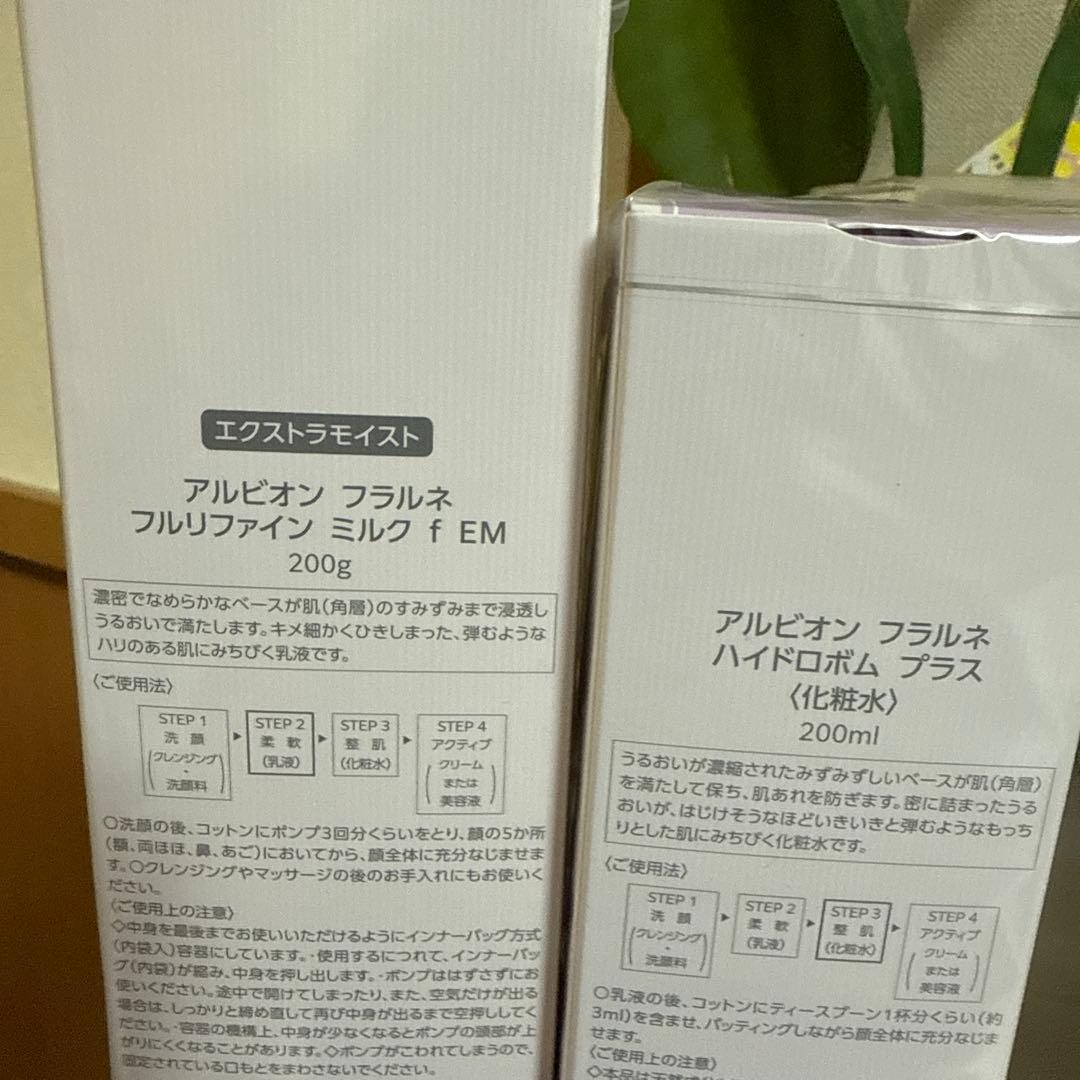 エクストラモイスト
アルビオン フラルネ
フルリファイン ミルク f EM
200g
濃密でなめらかなベースが肌(角層)のすみずみまで浸透し
うるおいで満たします。キメ細かくひきしまった、弾むような
ハリのある肌にみちびく乳液です。
〈ご使用法〉
STEP 1
洗 顔
(クレンジング
・
洗顔料)
▶
STEP 2
柔 軟
(乳液)
▶
STEP 3
整 肌
(化粧水)
▶
STEP 4
アクティブ
(クリーム
または
美容液)
○洗顔の後、コットンにポンプ3回分くらいをとり、顔の5か所
(額、両ほほ、鼻、あご)においてから、顔全体に充分なじませま
す。○クレンジングやマッサージの後のお手入れにもお使いく
ださい。
〈ご使用上の注意〉
◇中身を最後までお使いいただけるようにインナーバッグ方式
(内袋入)容器にしています。・使用するにつれて、インナーバッ
グ(内袋)が縮み、中身を押し出します。・ポンプははずさずにお
使いください。途中で開けてしまったり、また、空気だけが出る
場合は、しっかりと締め直して再び中身が出るまで空押ししてく
ださい。・容器の機構上、中身が少なくなるとポンプの頭部が上
がりにくくなることがあります。◇ポンプがこわれてしまうので、
固定されている口もとをまわさないでください。
アルビオン フラルネ
ハイドロボム プラス
〈化粧水〉
200ml
うるおいが濃縮されたみずみずしいベースが肌(角層)
を満たして保ち、肌あれを防ぎます。密に詰まったうる
おいが、はじけそうなほどいきいきと弾むようなもっち
りとした肌にみちびく化粧水です。
〈ご使用法〉
STEP 1
洗 顔
(クレンジング
・
洗顔料)
▶
STEP 2
柔 軟
(乳液)
▶
STEP 3
整 肌
(化粧水)
▶
STEP 4
アクティブ
(クリーム
または
美容液)
○乳液の後、コットンにティースプーン1杯分くらい(約
3ml)を含ませ、パッティングしながら顔全体に充分なじま
せます。
〈ご使用上の注意〉
◇本品は天然成分